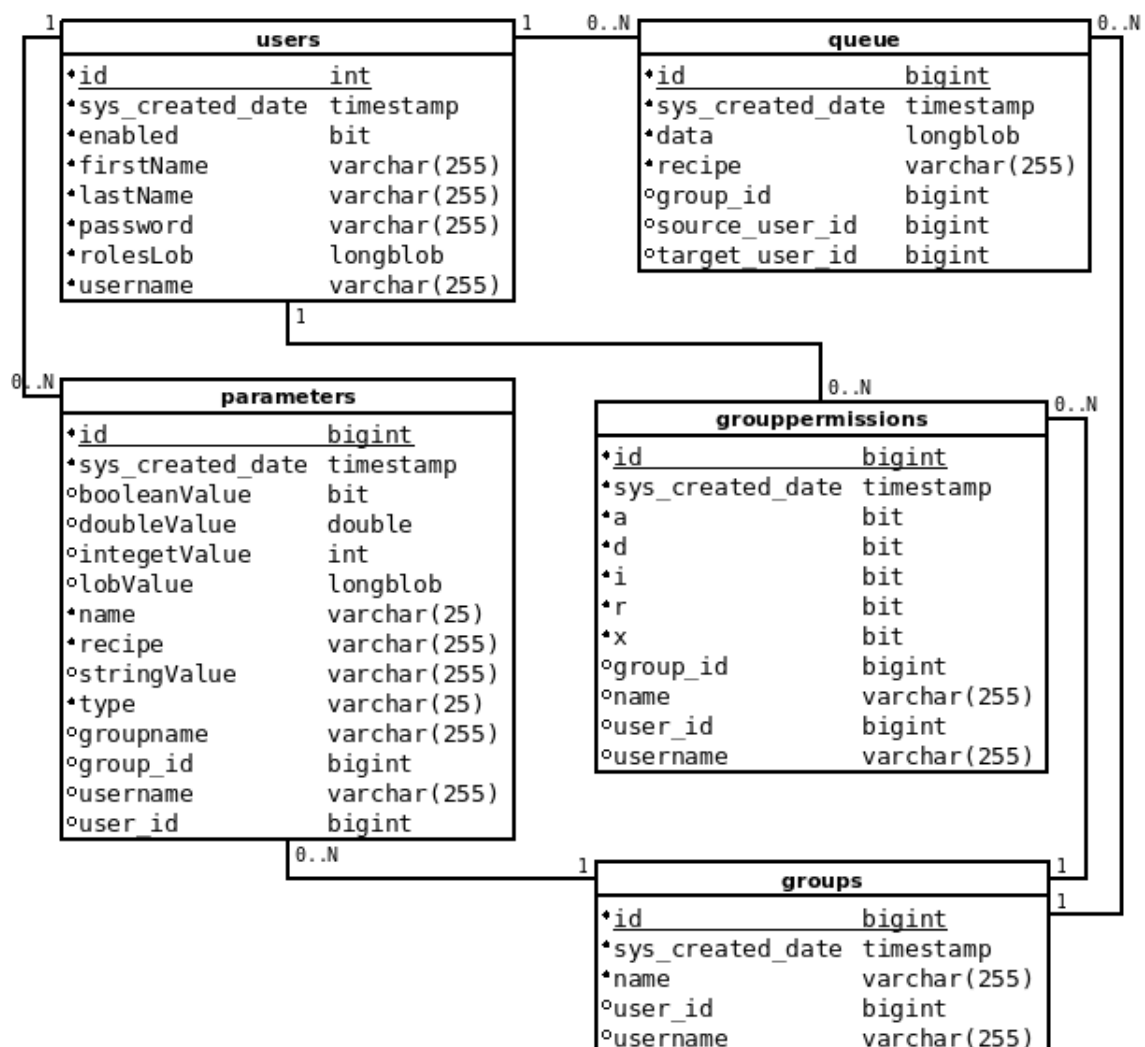 1 1 0..N 0..N
users
id int
sys_created_date timestamp
enabled bit
firstName varchar(255)
lastName varchar(255)
password varchar(255)
rolesLob longblob
username varchar(255)
queue
id bigint
sys_created_date timestamp
data longblob
recipe varchar(255)
group_id bigint
source_user_id bigint
target_user_id bigint
1
0..N
parameters
id bigint
sys_created_date timestamp
booleanValue bit
doubleValue double
integetValue int
lobValue longblob
name varchar(25)
recipe varchar(255)
stringValue varchar(255)
type varchar(25)
groupname varchar(255)
group_id bigint
username varchar(255)
user_id bigint
0..N
0..N
0..N
grouppermissions
id bigint
sys_created_date timestamp
a bit
d bit
i bit
r bit
x bit
group_id bigint
name varchar(255)
user_id bigint
username varchar(255)
1
1
1
groups
id bigint
sys_created_date timestamp
name varchar(255)
user_id bigint
username varchar(255)